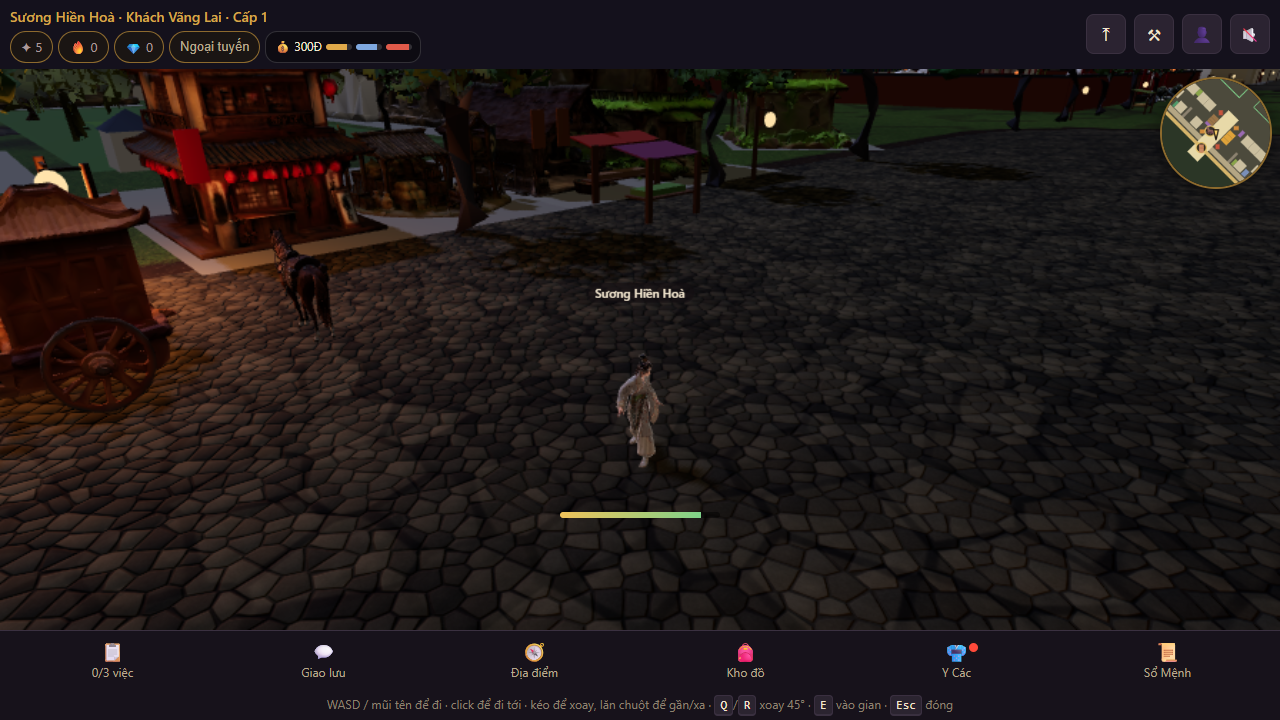 Sương Hiền Hoà · Khách Vãng Lai · Cấp 1
5
0
0
Ngoại tuyến
300Đ
Sương Hiền Hoà
0/3 việc
Giao lưu
Địa điểm
Kho đồ
Y Các
Sổ Mệnh
WASD / mũi tên để đi · click để đi tới · kéo để xoay, lăn chuột để gần/xa · Q / R xoay 45° · E vào gian · Esc đóng